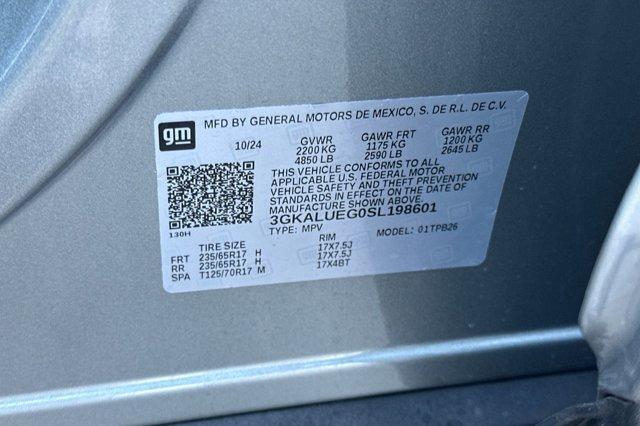 gm MFD BY GENERAL MOTORS DE MEXICO, S. DE R.L. DE C.V.
10/24 GVWR GAWR FRT GAWR RR
2200 KG 1175 KG 1200 KG
4850 LB 2590 LB 2645 LB
THIS VEHICLE CONFORMS TO ALL
APPLICABLE U.S. FEDERAL MOTOR
VEHICLE SAFETY AND THEFT PREVENTION
STANDARDS IN EFFECT ON THE DATE OF
MANUFACTURE SHOWN ABOVE.
3GKALUEG0SL198601
130H TYPE: MPV MODEL: 01TPB26
TIRE SIZE RIM
FRT 235/65R17 H 17X7.5J
RR 235/65R17 H 17X7.5J
SPA T125/70R17 M 17X4BT